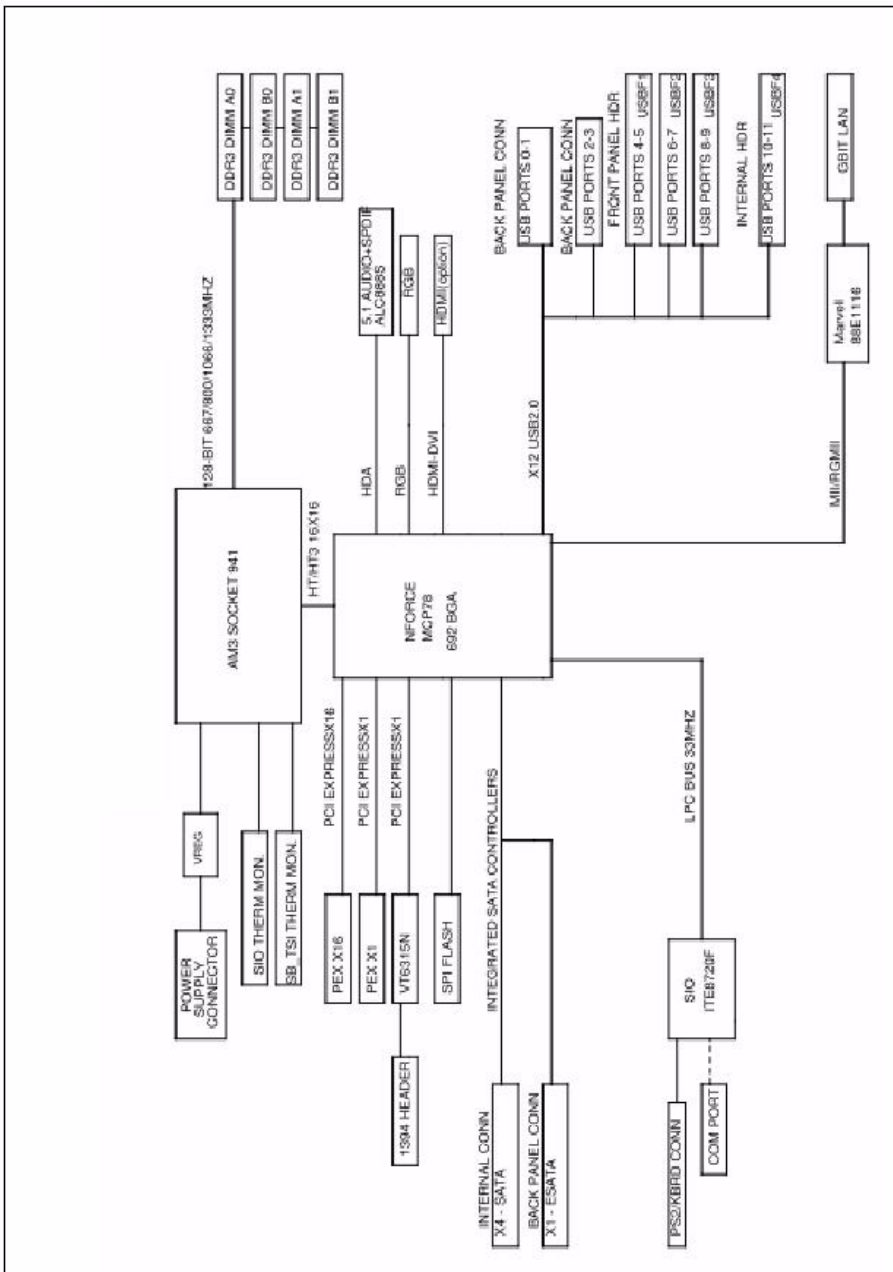 DDR3 DIMM A0
DDR3 DIMM B0
DDR3 DIMM A1
DDR3 DIMM B1
128-BIT 667/800/1066/1333MHZ
AM3 SOCKET 941
VREG
POWER
SUPPLY
CONNECTOR
SIO THERM MON.
SB_TSI THERM MON.
HT/HT3 16X16
5.1 AUDIO+SPDIF
ALC888S
RGB
HDMI(option)
HDA
RGB
HDMI-DVI
NFORCE
MCP78
692 BGA
PCI EXPRESSX16
PCI EXPRESSX1
PCI EXPRESSX1
PEX X16
PEX X1
VT6315N
1394 HEADER
SPI FLASH
BACK PANEL CONN
USB PORTS 0-1
BACK PANEL CONN
USB PORTS 2-3
FRONT PANEL HDR
USB PORTS 4-5 USBF1
USB PORTS 6-7 USBF2
USB PORTS 8-9 USBF3
INTERNAL HDR
USB PORTS 10-11 USBF4
X12 USB2.0
INTEGRATED SATA CONTROLLERS
INTERNAL CONN
X4 - SATA
BACK PANEL CONN
X1 - ESATA
GBIT LAN
Marvell
88E1116
MII/RGMII
LPC BUS 33MHZ
SIO
ITE8720F
PS2/KBRD CONN
COM PORT